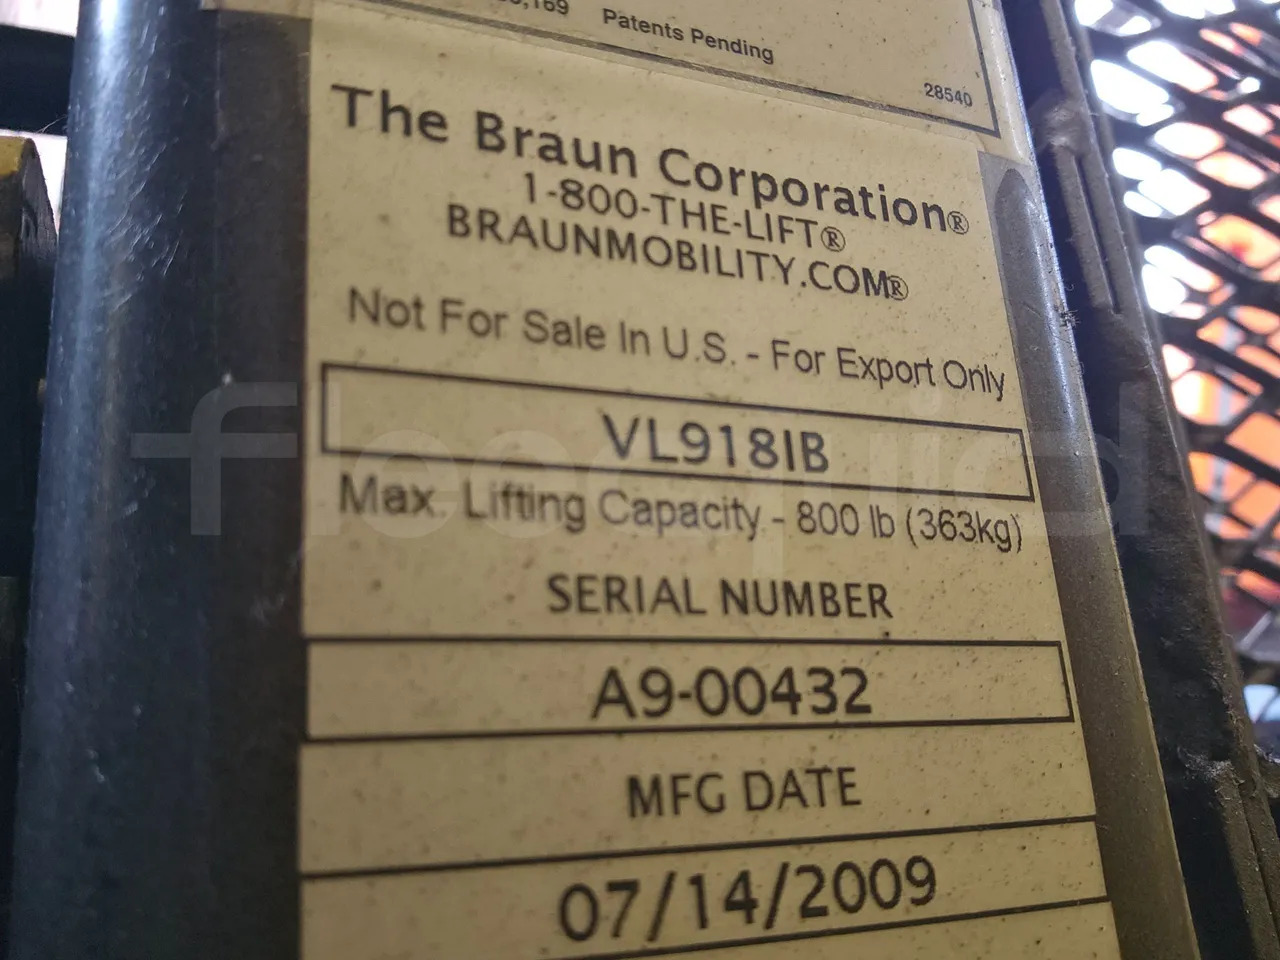 Patents Pending
28540
The Braun Corporation®
1-800-THE-LIFT®
BRAUNMOBILITY.COM®
Not For Sale In U.S. - For Export Only
VL918IB
Max. Lifting Capacity - 800 lb (363kg)
SERIAL NUMBER
A9-00432
MFG DATE
07/14/2009